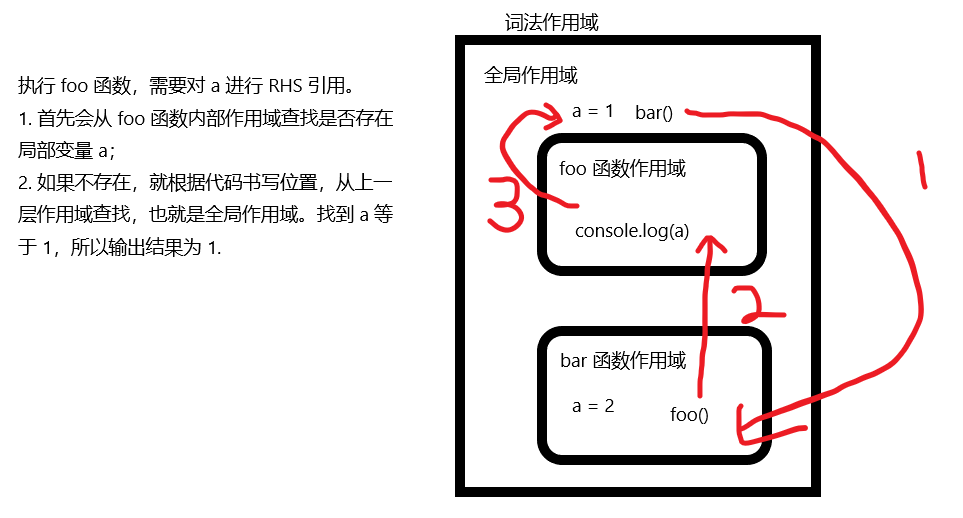 词法作用域
执行 foo 函数，需要对 a 进行 RHS 引用。
1. 首先会从 foo 函数内部作用域查找是否存在
局部变量 a；
2. 如果不存在，就根据代码书写位置，从上一
层作用域查找，也就是全局作用域。找到 a 等
于 1，所以输出结果为 1.
全局作用域
a = 1 bar()
1
foo 函数作用域
3
console.log(a)
2
bar 函数作用域
a = 2 foo()